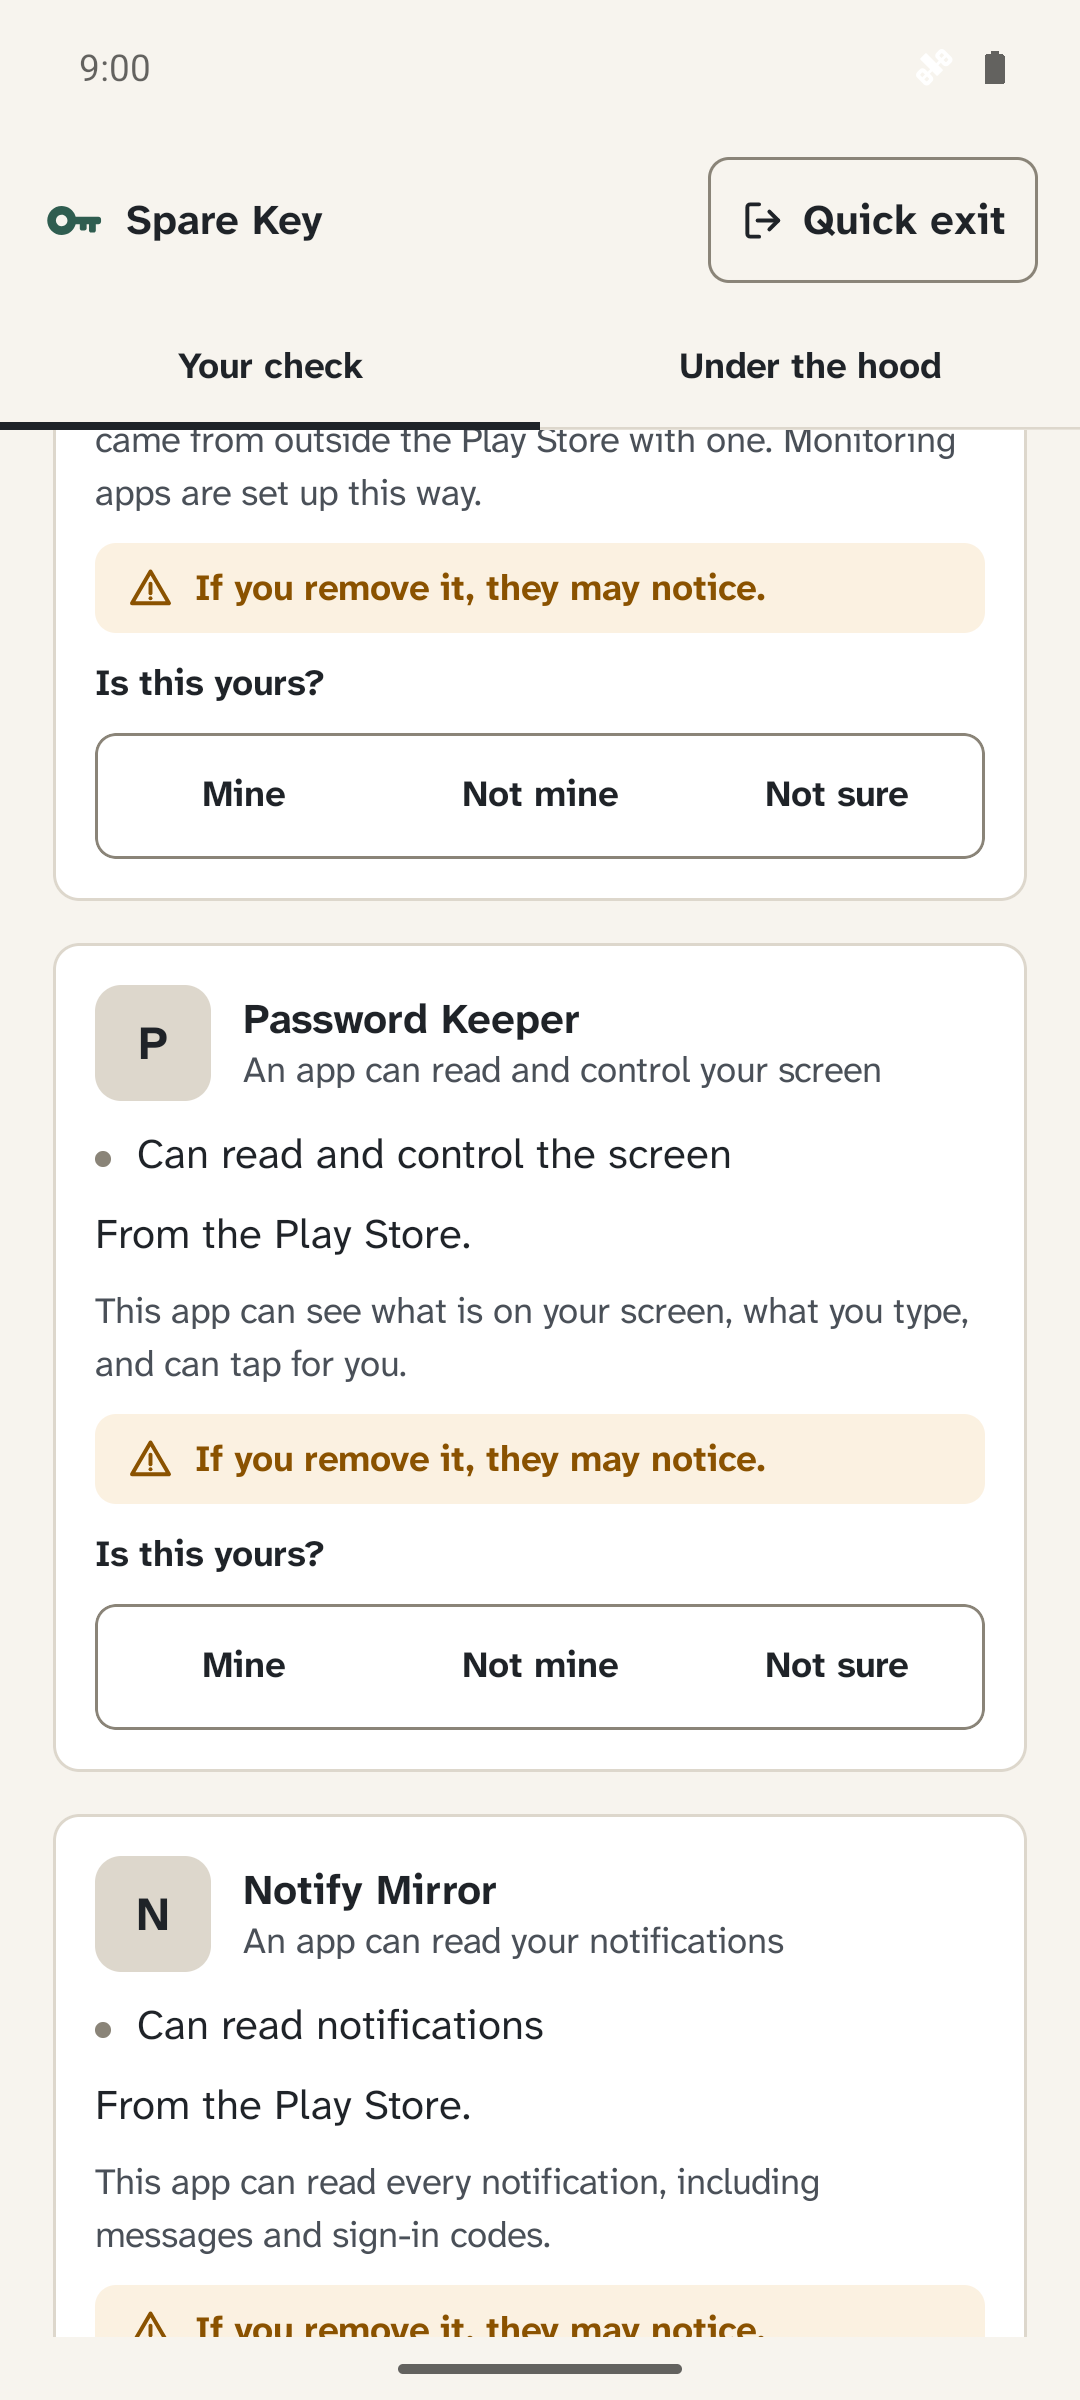 9:00
Spare Key
Quick exit
Your check
Under the hood
came from outside the Play Store with one. Monitoring
apps are set up this way.
If you remove it, they may notice.
Is this yours?
Mine
Not mine
Not sure
P
Password Keeper
An app can read and control your screen
Can read and control the screen
From the Play Store.
This app can see what is on your screen, what you type,
and can tap for you.
If you remove it, they may notice.
Is this yours?
Mine
Not mine
Not sure
N
Notify Mirror
An app can read your notifications
Can read notifications
From the Play Store.
This app can read every notification, including
messages and sign-in codes.
If you remove it, they may notice.